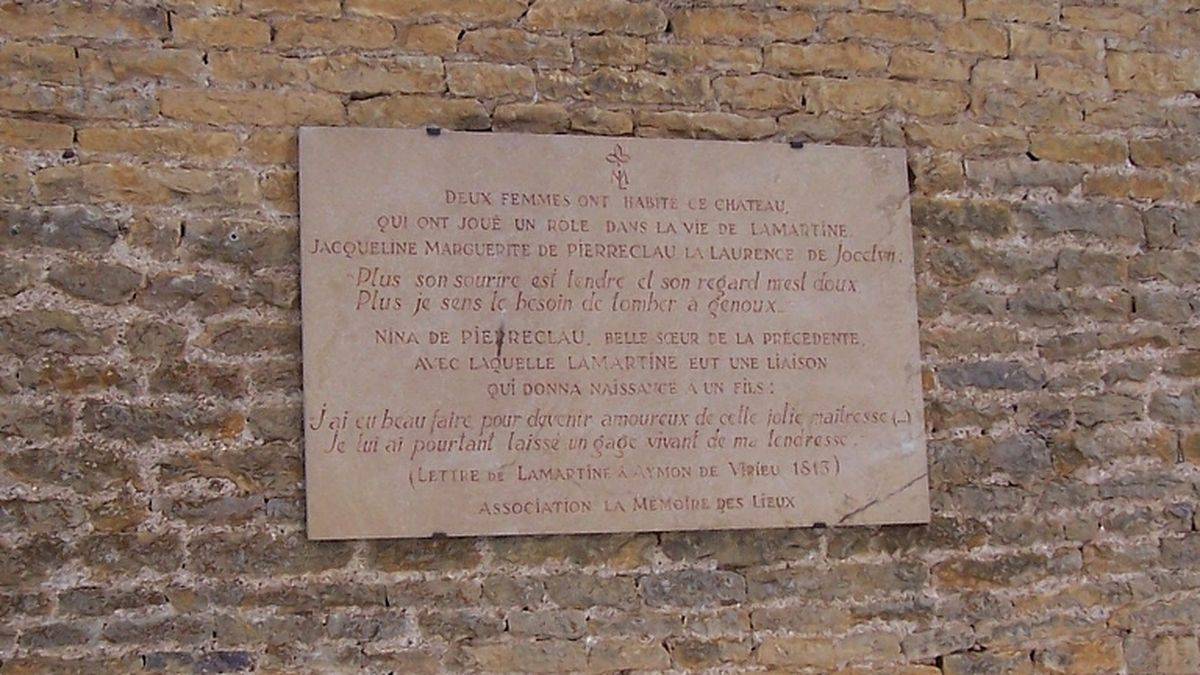 ML
DEUX FEMMES ONT HABITÉ CE CHATEAU,
QUI ONT JOUÉ UN RÔLE DANS LA VIE DE LAMARTINE.
JACQUELINE MARGUERITE DE PIERRECLAU LA LAURENCE DE Jocelyn:
"Plus son sourire est tendre et son regard m'est doux
Plus je sens le besoin de tomber à genoux..."
NINA DE PIERRECLAU, BELLE SŒUR DE LA PRÉCÉDENTE,
AVEC LAQUELLE LAMARTINE EUT UNE LIAISON
QUI DONNA NAISSANCE À UN FILS:
"J'ai eu beau faire pour devenir amoureux de celle jolie maîtresse (...)
Je lui ai pourtant laissé un gage vivant de ma tendresse."
(LETTRE DE LAMARTINE À AYMON DE VIRIEU 1813)
ASSOCIATION LA MÉMOIRE DES LIEUX